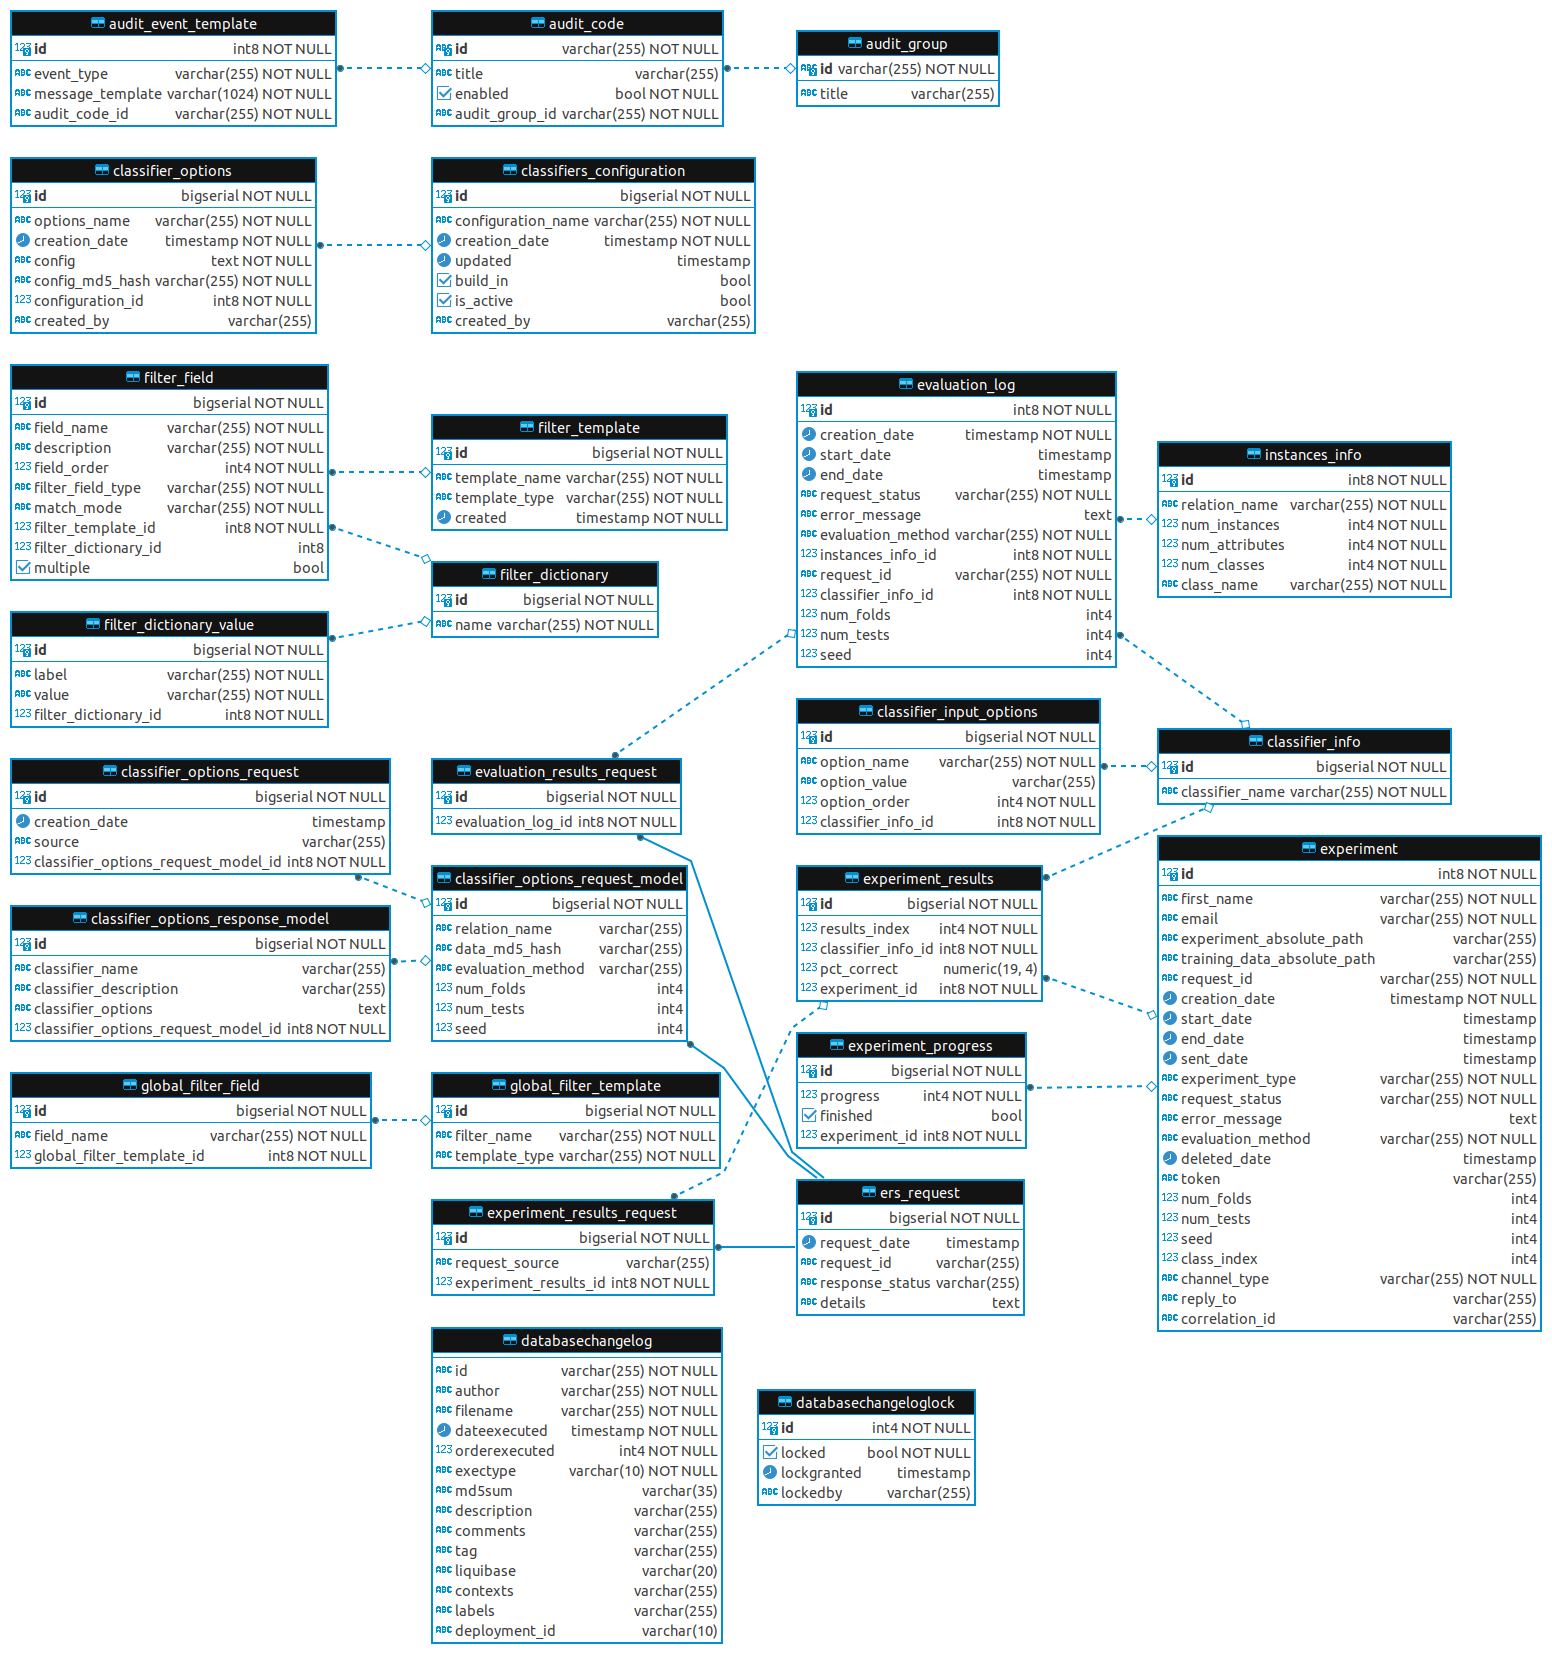 audit_event_template
id int8 NOT NULL
event_type varchar(255) NOT NULL
message_template varchar(1024) NOT NULL
audit_code_id varchar(255) NOT NULL
audit_code
id varchar(255) NOT NULL
title varchar(255)
enabled bool NOT NULL
audit_group_id varchar(255) NOT NULL
audit_group
id varchar(255) NOT NULL
title varchar(255)
classifier_options
id bigserial NOT NULL
options_name varchar(255) NOT NULL
creation_date timestamp NOT NULL
config text NOT NULL
config_md5_hash varchar(255) NOT NULL
configuration_id int8 NOT NULL
created_by varchar(255)
classifiers_configuration
id bigserial NOT NULL
configuration_name varchar(255) NOT NULL
creation_date timestamp NOT NULL
updated timestamp
build_in bool
is_active bool
created_by varchar(255)
filter_field
id bigserial NOT NULL
field_name varchar(255) NOT NULL
description varchar(255) NOT NULL
field_order int4 NOT NULL
filter_field_type varchar(255) NOT NULL
match_mode varchar(255) NOT NULL
filter_template_id int8 NOT NULL
filter_dictionary_id int8
multiple bool
filter_template
id bigserial NOT NULL
template_name varchar(255) NOT NULL
template_type varchar(255) NOT NULL
created timestamp NOT NULL
filter_dictionary
id bigserial NOT NULL
name varchar(255) NOT NULL
filter_dictionary_value
id bigserial NOT NULL
label varchar(255) NOT NULL
value varchar(255) NOT NULL
filter_dictionary_id int8 NOT NULL
evaluation_log
id int8 NOT NULL
creation_date timestamp NOT NULL
start_date timestamp
end_date timestamp
request_status varchar(255) NOT NULL
error_message text
evaluation_method varchar(255) NOT NULL
instances_info_id int8 NOT NULL
request_id varchar(255) NOT NULL
classifier_info_id int8 NOT NULL
num_folds int4
num_tests int4
seed int4
instances_info
id int8 NOT NULL
relation_name varchar(255) NOT NULL
num_instances int4 NOT NULL
num_attributes int4 NOT NULL
num_classes int4 NOT NULL
class_name varchar(255) NOT NULL
classifier_input_options
id bigserial NOT NULL
option_name varchar(255) NOT NULL
option_value varchar(255)
option_order int4 NOT NULL
classifier_info_id int8 NOT NULL
classifier_info
id bigserial NOT NULL
classifier_name varchar(255) NOT NULL
classifier_options_request
id bigserial NOT NULL
creation_date timestamp
source varchar(255)
classifier_options_request_model_id int8 NOT NULL
evaluation_results_request
id bigserial NOT NULL
evaluation_log_id int8 NOT NULL
classifier_options_request_model
id bigserial NOT NULL
relation_name varchar(255)
data_md5_hash varchar(255)
evaluation_method varchar(255)
num_folds int4
num_tests int4
seed int4
classifier_options_response_model
id bigserial NOT NULL
classifier_name varchar(255)
classifier_description varchar(255)
classifier_options text
classifier_options_request_model_id int8 NOT NULL
experiment_results
id bigserial NOT NULL
results_index int4 NOT NULL
classifier_info_id int8 NOT NULL
pct_correct numeric(19, 4)
experiment_id int8 NOT NULL
experiment
id int8 NOT NULL
first_name varchar(255) NOT NULL
email varchar(255) NOT NULL
experiment_absolute_path varchar(255)
training_data_absolute_path varchar(255)
request_id varchar(255) NOT NULL
creation_date timestamp NOT NULL
start_date timestamp
end_date timestamp
sent_date timestamp
experiment_type varchar(255) NOT NULL
request_status varchar(255) NOT NULL
error_message text
evaluation_method varchar(255) NOT NULL
deleted_date timestamp
token varchar(255)
num_folds int4
num_tests int4
seed int4
class_index int4
channel_type varchar(255) NOT NULL
reply_to varchar(255)
correlation_id varchar(255)
experiment_progress
id bigserial NOT NULL
progress int4 NOT NULL
finished bool
experiment_id int8 NOT NULL
global_filter_field
id bigserial NOT NULL
field_name varchar(255) NOT NULL
global_filter_template_id int8 NOT NULL
global_filter_template
id bigserial NOT NULL
filter_name varchar(255) NOT NULL
template_type varchar(255) NOT NULL
experiment_results_request
id bigserial NOT NULL
request_source varchar(255)
experiment_results_id int8 NOT NULL
ers_request
id bigserial NOT NULL
request_date timestamp
request_id varchar(255)
response_status varchar(255)
details text
databasechangelog
id varchar(255) NOT NULL
author varchar(255) NOT NULL
filename varchar(255) NOT NULL
dateexecuted timestamp NOT NULL
orderexecuted int4 NOT NULL
exectype varchar(10) NOT NULL
md5sum varchar(35)
description varchar(255)
comments varchar(255)
tag varchar(255)
liquibase varchar(20)
contexts varchar(255)
labels varchar(255)
deployment_id varchar(10)
databasechangeloglock
id int4 NOT NULL
locked bool NOT NULL
lockgranted timestamp
lockedby varchar(255)